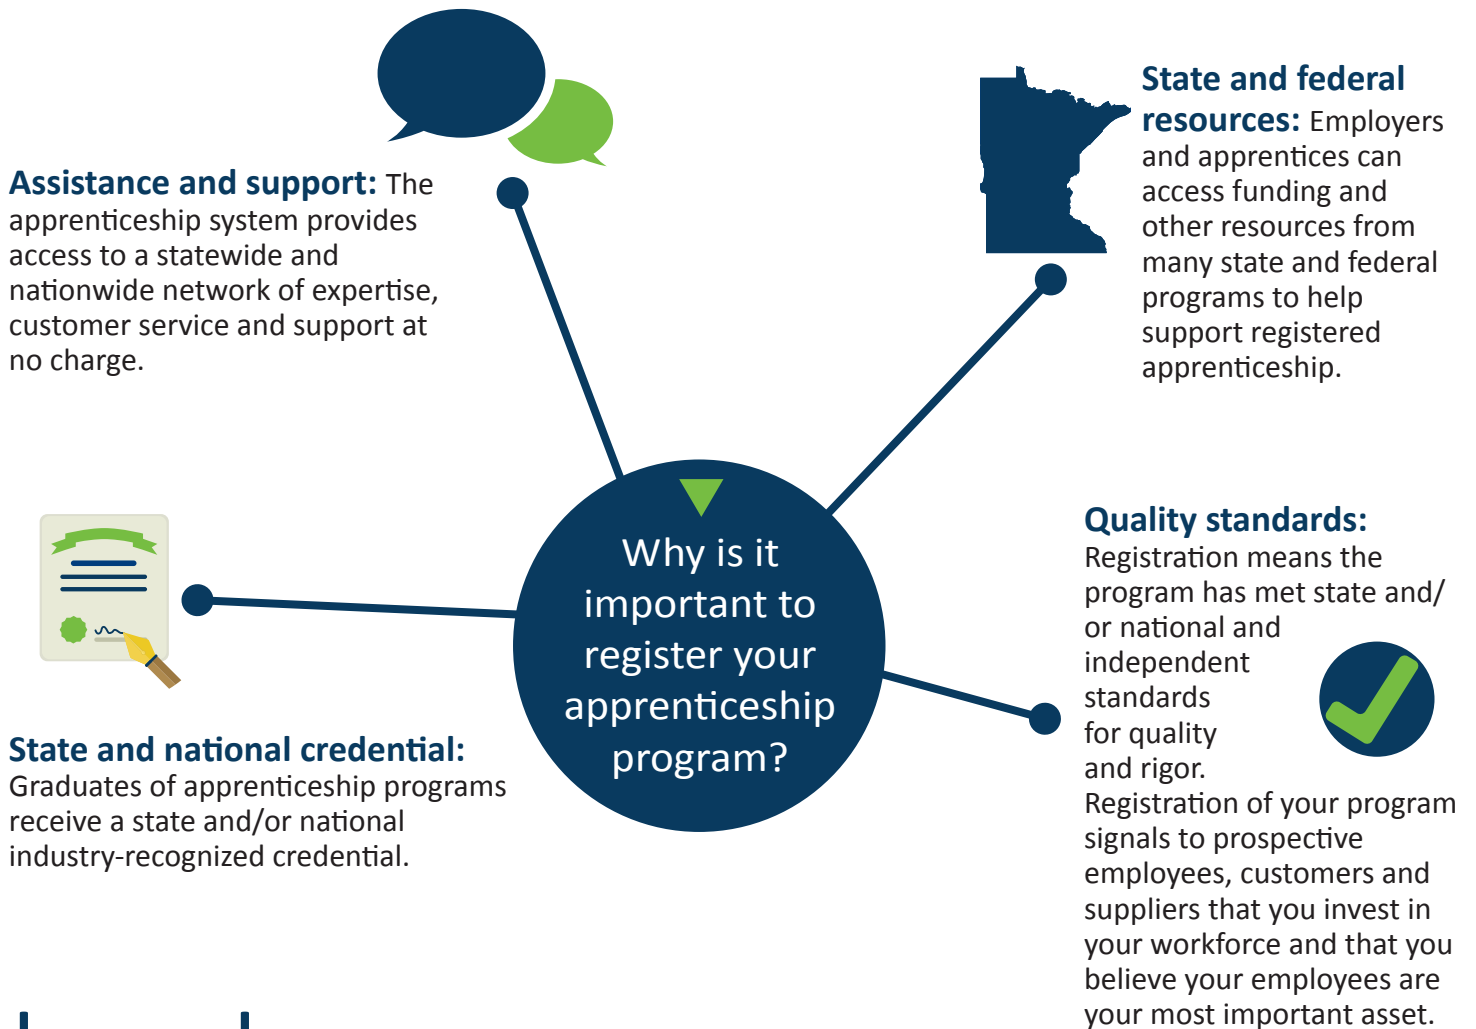 Assistance and support: The
apprenticeship system provides
access to a statewide and
nationwide network of expertise,
customer service and support at
no charge.
State and federal
resources: Employers
and apprentices can
access funding and
other resources from
many state and federal
programs to help
support registered
apprenticeship.
Why is it
important to
register your
apprenticeship
program?
State and national credential:
Graduates of apprenticeship programs
receive a state and/or national
industry-recognized credential.
Quality standards:
Registration means the
program has met state and/
or national and
independent
standards
for quality
and rigor.
Registration of your program
signals to prospective
employees, customers and
suppliers that you invest in
your workforce and that you
believe your employees are
your most important asset.